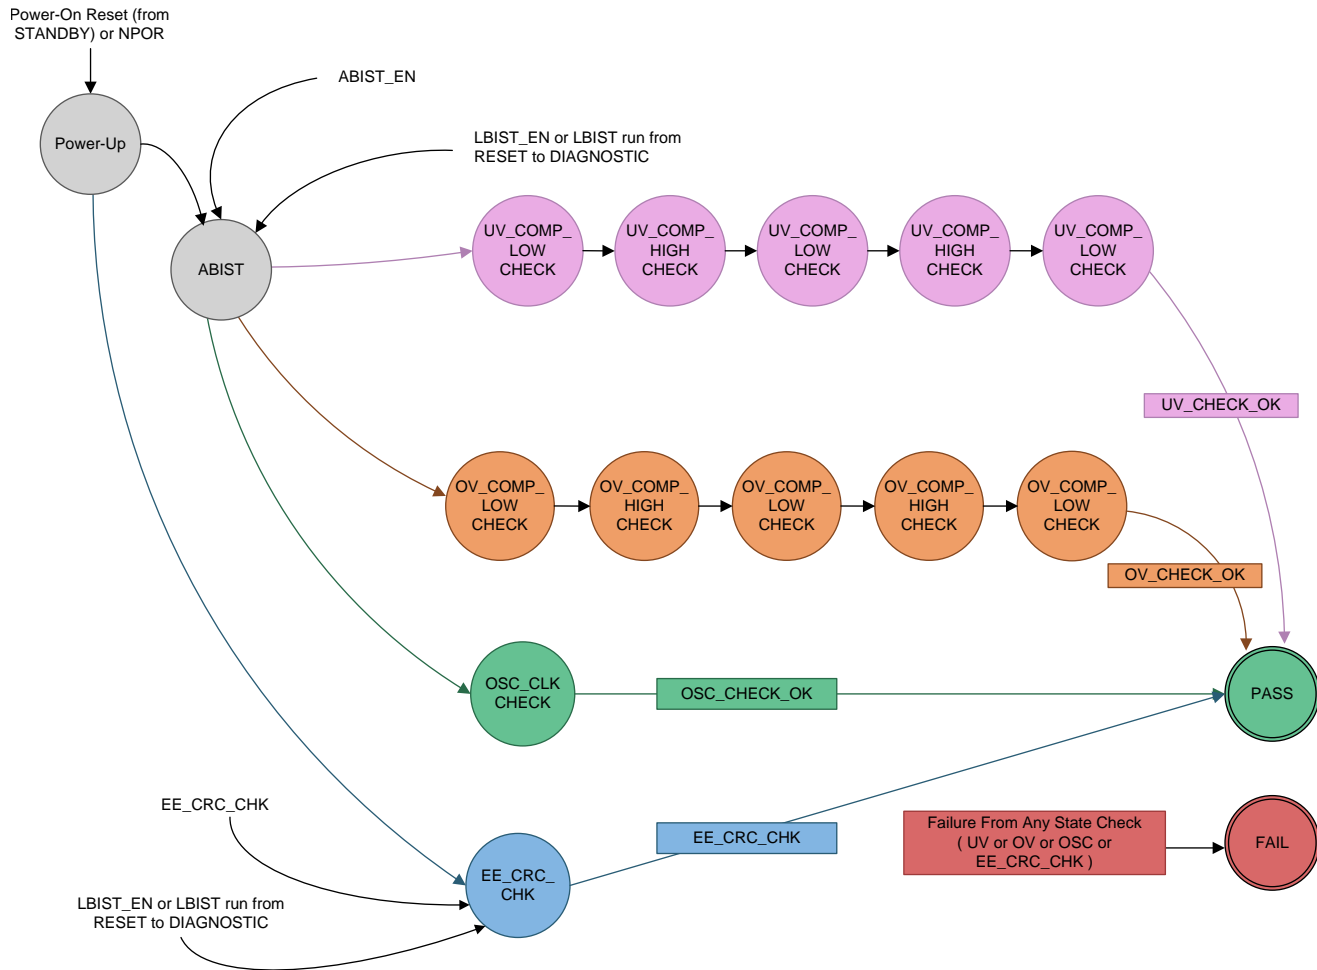 Power-On Reset (from
STANDBY) or NPOR
ABIST_EN
Power-Up
LBIST_EN or LBIST run from
RESET to DIAGNOSTIC
ABIST
UV_COMP_
LOW
CHECK
UV_COMP_
HIGH
CHECK
UV_COMP_
LOW
CHECK
UV_COMP_
HIGH
CHECK
UV_COMP_
LOW
CHECK
UV_CHECK_OK
OV_COMP_
LOW
CHECK
OV_COMP_
HIGH
CHECK
OV_COMP_
LOW
CHECK
OV_COMP_
HIGH
CHECK
OV_COMP_
LOW
CHECK
OV_CHECK_OK
OSC_CLK
CHECK
OSC_CHECK_OK
PASS
EE_CRC_CHK
EE_CRC_CHK
Failure From Any State Check
( UV or OV or OSC or
EE_CRC_CHK )
FAIL
EE_CRC_
CHK
LBIST_EN or LBIST run from
RESET to DIAGNOSTIC